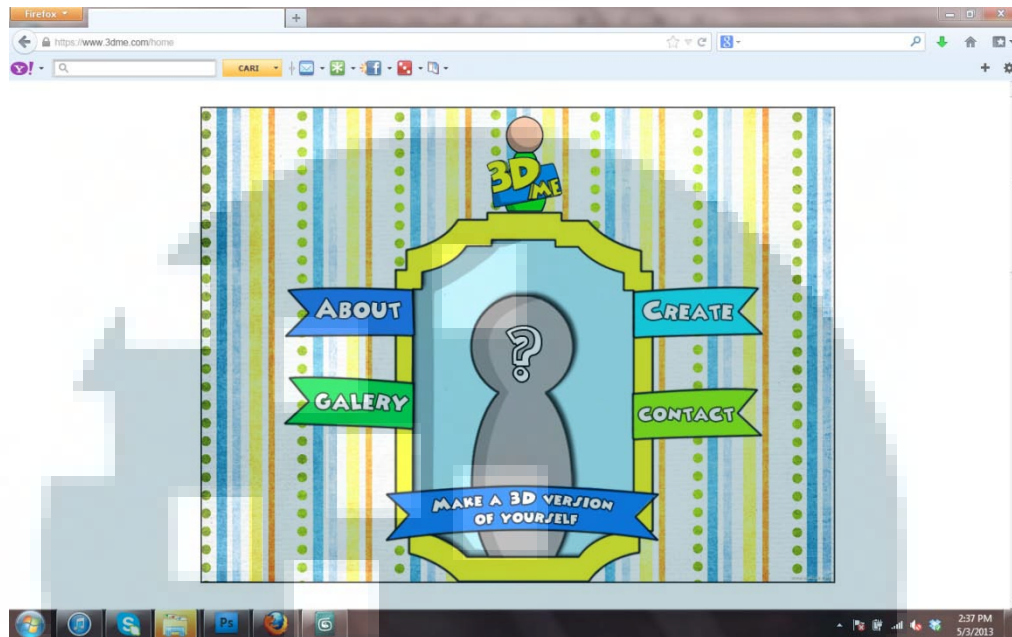 Firefox
https://www.3dme.com/home
CARI
3D ME
ABOUT
CREATE
GALERY
CONTACT
?
MAKE A 3D VERSION
OF YOURSELF
Ps
2:37 PM
5/3/2013